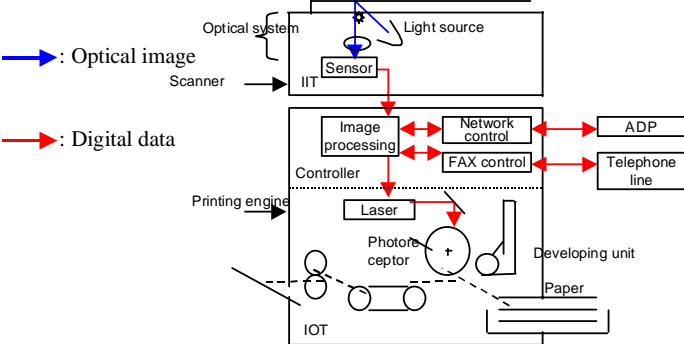 Optical system
Light source
: Optical image
Sensor
Scanner
IIT
: Digital data
Image
processing
Network
control
ADP
FAX control
Telephone
line
Controller
Printing engine
Laser
Photore
ceptor
Developing unit
Paper
IOT